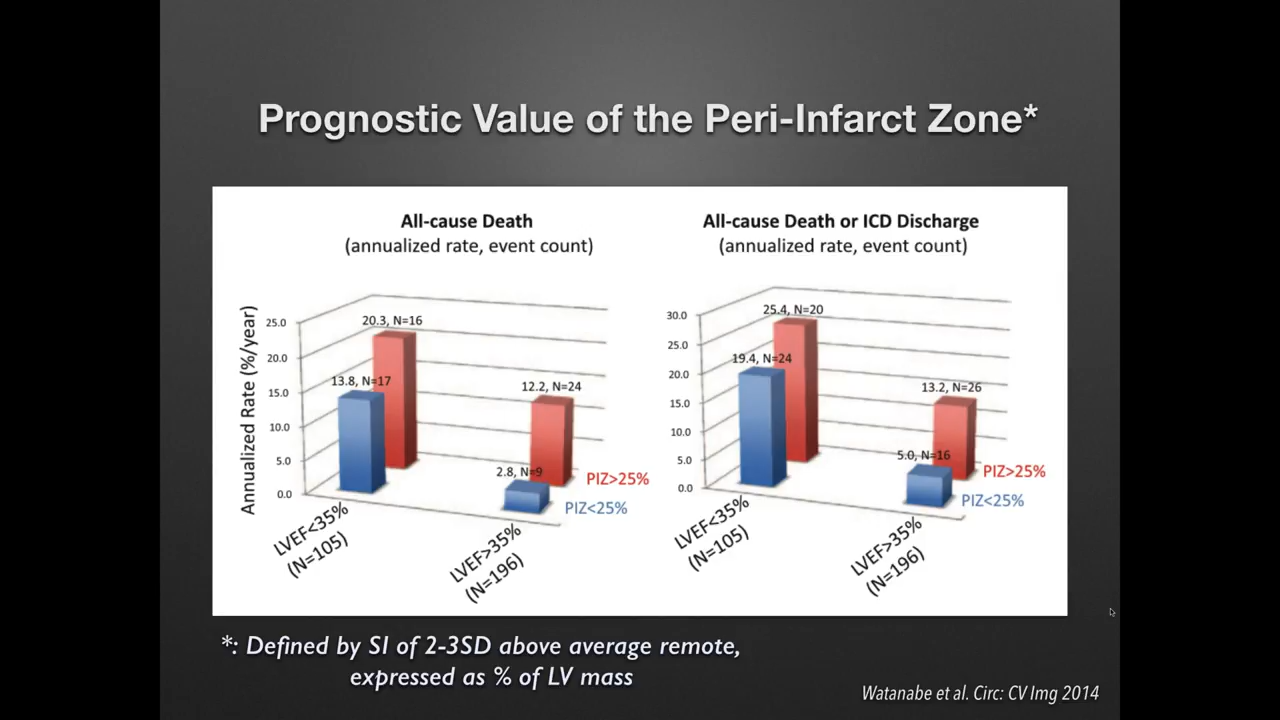 Prognostic Value of the Peri-Infarct Zone*
All-cause Death
(annualized rate, event count)
Annualized Rate (%/year)
25.0
20.0
15.0
10.0
5.0
0.0
20.3, N=16
13.8, N=17
12.2, N=24
2.8, N=9
PIZ>25%
PIZ<25%
LVEF<35%
(N=105)
LVEF>35%
(N=196)
All-cause Death or ICD Discharge
(annualized rate, event count)
30.0
25.0
20.0
15.0
10.0
5.0
0.0
25.4, N=20
19.4, N=24
13.2, N=26
5.0, N=16
PIZ>25%
PIZ<25%
LVEF<35%
(N=105)
LVEF>35%
(N=196)
*: Defined by SI of 2-3SD above average remote,
expressed as % of LV mass
Watanabe et al. Circ: CV Img 2014